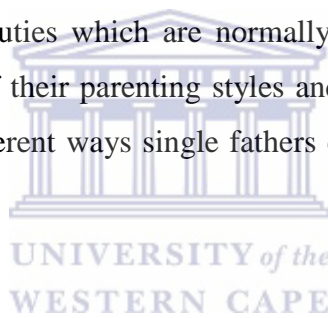 uties which are normally
their parenting styles and
erent ways single fathers
UNIVERSITY of the
WESTERN CAPE